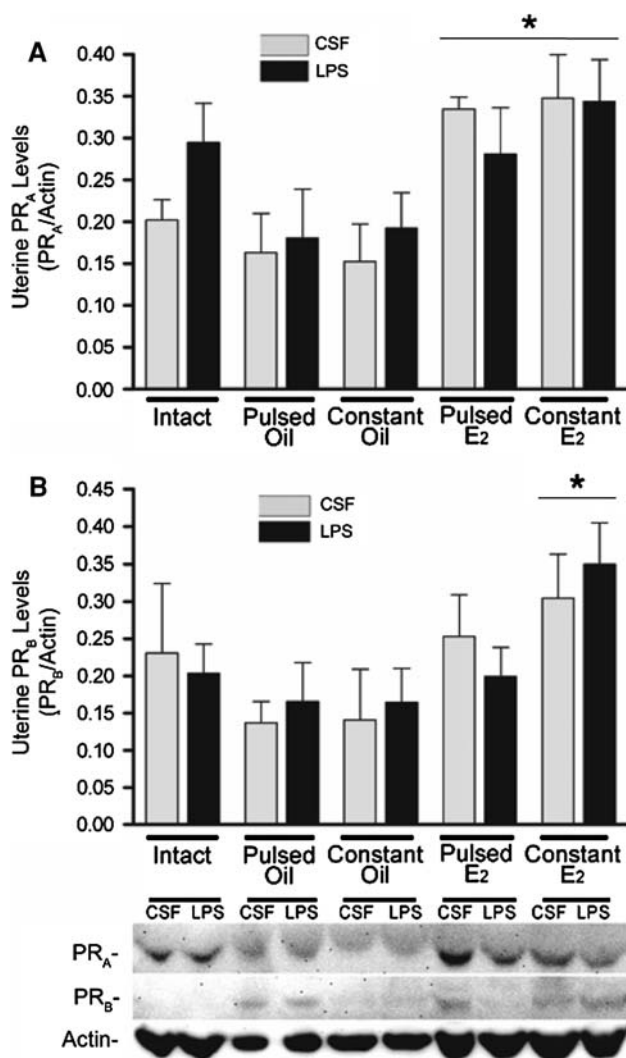 A
*
CSF
LPS
Uterine PRA Levels
(PRA/Actin)
0.40
0.35
0.30
0.25
0.20
0.15
0.10
0.05
0.00
Intact
Pulsed
Oil
Constant
Oil
Pulsed
E2
Constant
E2
B
*
CSF
LPS
Uterine PRB Levels
(PRB/Actin)
0.45
0.40
0.35
0.30
0.25
0.20
0.15
0.10
0.05
0.00
Intact
Pulsed
Oil
Constant
Oil
Pulsed
E2
Constant
E2
CSF LPS CSF LPS CSF LPS CSF LPS CSF LPS
PRA-
PRB-
Actin-